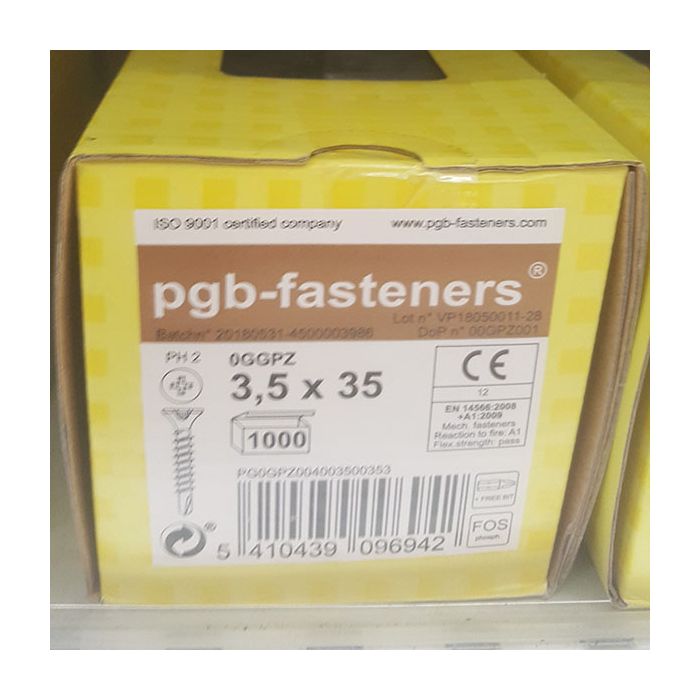 ISO 9001 certified company www.pgb-fasteners.com
pgb-fasteners®
Lot n° VP18050011-28
Batchn° 20180531-4500003986 DoP n° 00GPZ001
PH 2 0GGPZ CE
3,5 x 35
12
EN 14566:2008
+A1:2009
Mech. fasteners
Reaction to fire: A1
Flex.strength: pass
1000
PG0GPZ004003500353
+ FREE BIT
®
FOS
phosph.
5 410439 096942